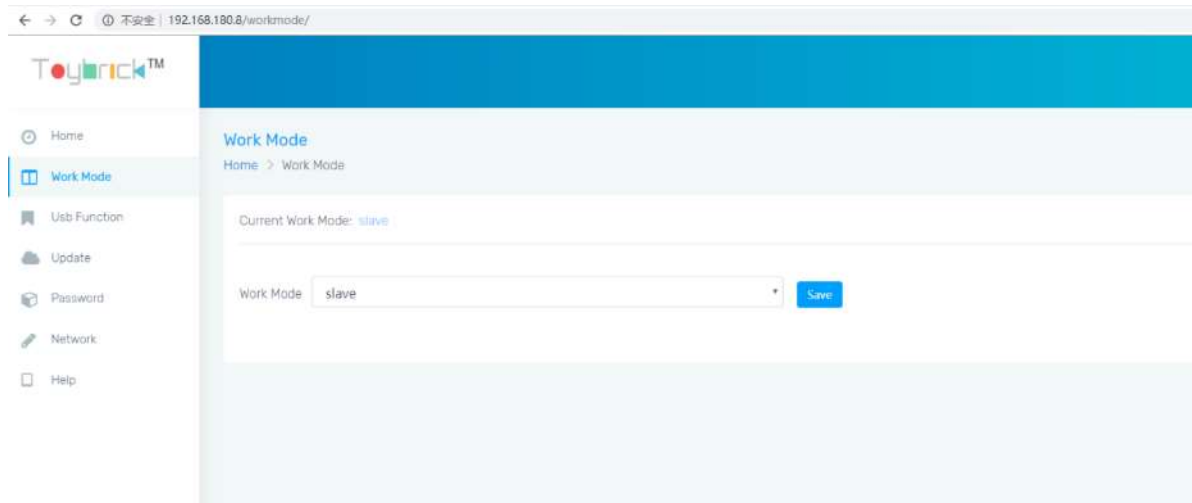 不安全 | 192.168.180.8/workmode/
Toybrick™
Home
Work Mode
Usb Function
Update
Password
Network
Help
Work Mode
Home > Work Mode
Current Work Mode: slave
Work Mode slave Save